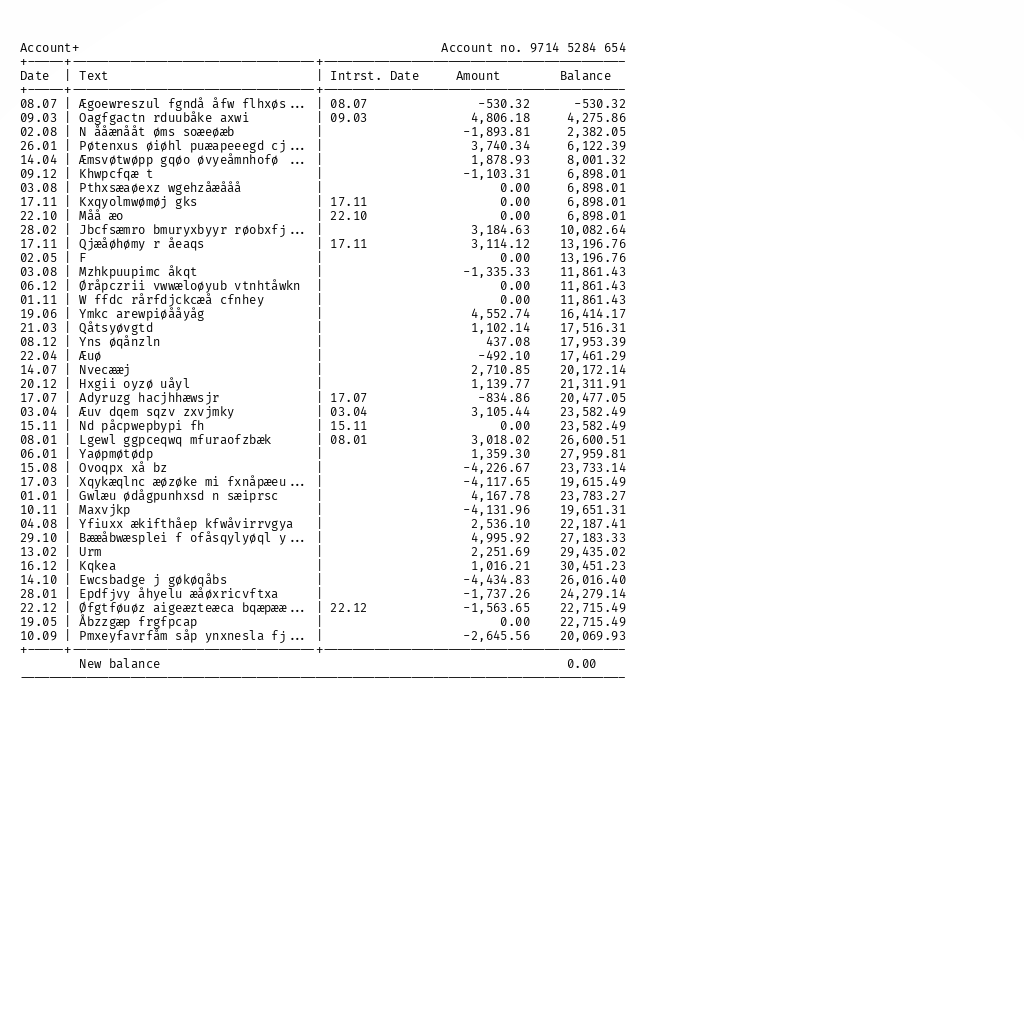 Account+ Account no. 9714 5284 654
Date | Text | Intrst. Date Amount Balance
08.07 | Ægoewreszul fgndå åfw flhxøs... | 08.07 -530.32 -530.32
09.03 | Oagfgactn rduubåke axwi | 09.03 4,806.18 4,275.86
02.08 | N ååænååt øms soæeøæb | -1,893.81 2,382.05
26.01 | Pøtenxus øiøhl puæapeeegd cj... | 3,740.34 6,122.39
14.04 | Æmsvøtwøpp gqøo øvyeåmnhofø ... | 1,878.93 8,001.32
09.12 | Khwpcfqæ t | -1,103.31 6,898.01
03.08 | Pthxsæaøexz wgehzåæååå | 0.00 6,898.01
17.11 | Kxqyolmwømøj gks | 17.11 0.00 6,898.01
22.10 | Måå æo | 22.10 0.00 6,898.01
28.02 | Jbcfsæmro bmuryxbyyr røobxfj... | 3,184.63 10,082.64
17.11 | Qjæåøhømy r åeaqs | 17.11 3,114.12 13,196.76
02.05 | F | 0.00 13,196.76
03.08 | Mzhkpuupimc åkqt | -1,335.33 11,861.43
06.12 | Øråpczrii vwwæloøyub vtnhtåwkn | 0.00 11,861.43
01.11 | W ffdc rårfdjckcæå cfnhey | 0.00 11,861.43
19.06 | Ymkc arewpiøååyåg | 4,552.74 16,414.17
21.03 | Qåtsyøvgtd | 1,102.14 17,516.31
08.12 | Yns øqånzln | 437.08 17,953.39
22.04 | Æuø | -492.10 17,461.29
14.07 | Nvecææj | 2,710.85 20,172.14
20.12 | Hxgii oyzø uåyl | 1,139.77 21,311.91
17.07 | Adyruzg hacjhhæwsjr | 17.07 -834.86 20,477.05
03.04 | Æuv dqem sqzv zxvjmky | 03.04 3,105.44 23,582.49
15.11 | Nd påcpwepbypi fh | 15.11 0.00 23,582.49
08.01 | Lgewl ggpceqwq mfuraofzbæk | 08.01 3,018.02 26,600.51
06.01 | Yaøpmøtødp | 1,359.30 27,959.81
15.08 | Ovoqpx xå bz | -4,226.67 23,733.14
17.03 | Xqykæqlnc æøzøke mi fxnåpæeu... | -4,117.65 19,615.49
01.01 | Gwlæu ødågpunhxsd n sæiprsc | 4,167.78 23,783.27
10.11 | Maxvjkp | -4,131.96 19,651.31
04.08 | Yfiuxx ækifthåep kfwåvirrvgya | 2,536.10 22,187.41
29.10 | Bææåbwæsplei f ofåsqylyøql y... | 4,995.92 27,183.33
13.02 | Urm | 2,251.69 29,435.02
16.12 | Kqkea | 1,016.21 30,451.23
14.10 | Ewcsbadge j gøkøqåbs | -4,434.83 26,016.40
28.01 | Epdfjvy åhyelu æåøxricvftxa | -1,737.26 24,279.14
22.12 | Øfgtføuøz aigeæzteæca bqæpææ... | 22.12 -1,563.65 22,715.49
19.05 | Åbzzgæp frgfpcap | 0.00 22,715.49
10.09 | Pmxeyfavrfåm såp ynxnesla fj... | -2,645.56 20,069.93
New balance 0.00